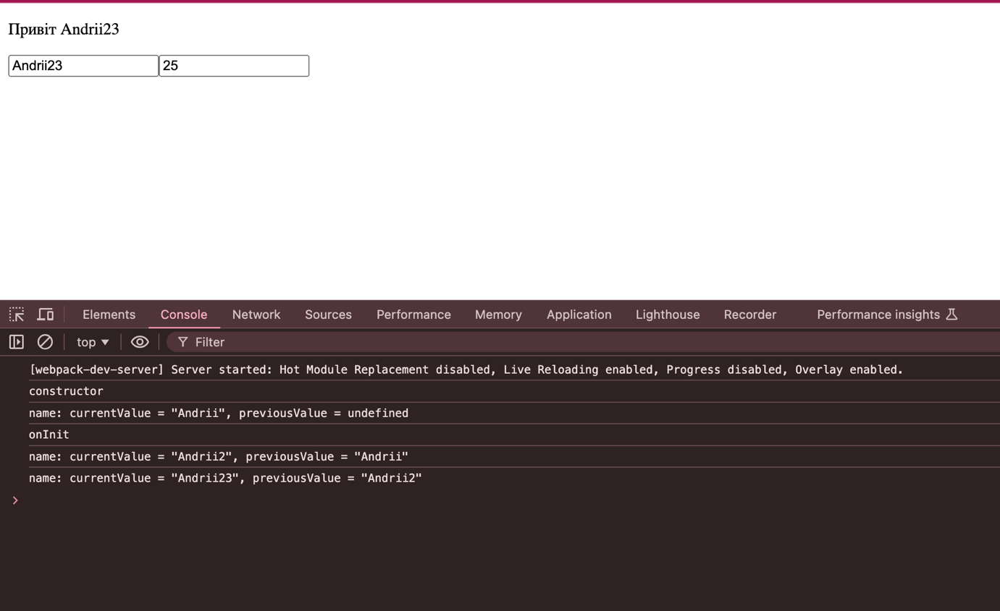 Привіт Andrii23
Andrii23 25
Elements Console Network Sources Performance Memory Application Lighthouse Recorder Performance insights
top Filter
[webpack-dev-server] Server started: Hot Module Replacement disabled, Live Reloading enabled, Progress disabled, Overlay enabled.
constructor
name: currentValue = "Andrii", previousValue = undefined
onInit
name: currentValue = "Andrii2", previousValue = "Andrii"
name: currentValue = "Andrii23", previousValue = "Andrii2"